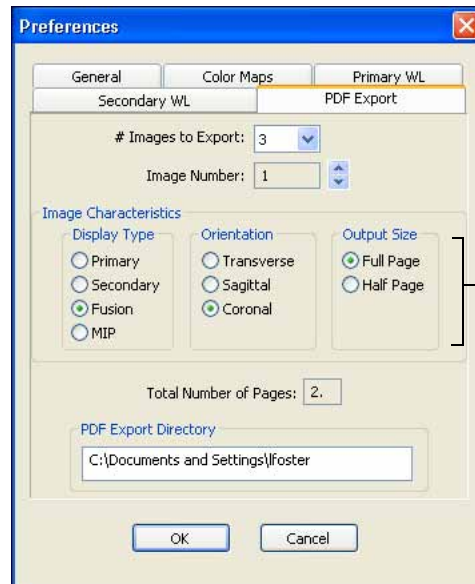 Preferences
General Color Maps Primary WL
Secondary WL PDF Export
# Images to Export: 3
Image Number: 1
Image Characteristics
Display Type Orientation Output Size
Primary Transverse Full Page
Secondary Sagittal Half Page
Fusion Coronal
MIP
Total Number of Pages: 2.
PDF Export Directory
C:\Documents and Settings\lfoster
OK Cancel